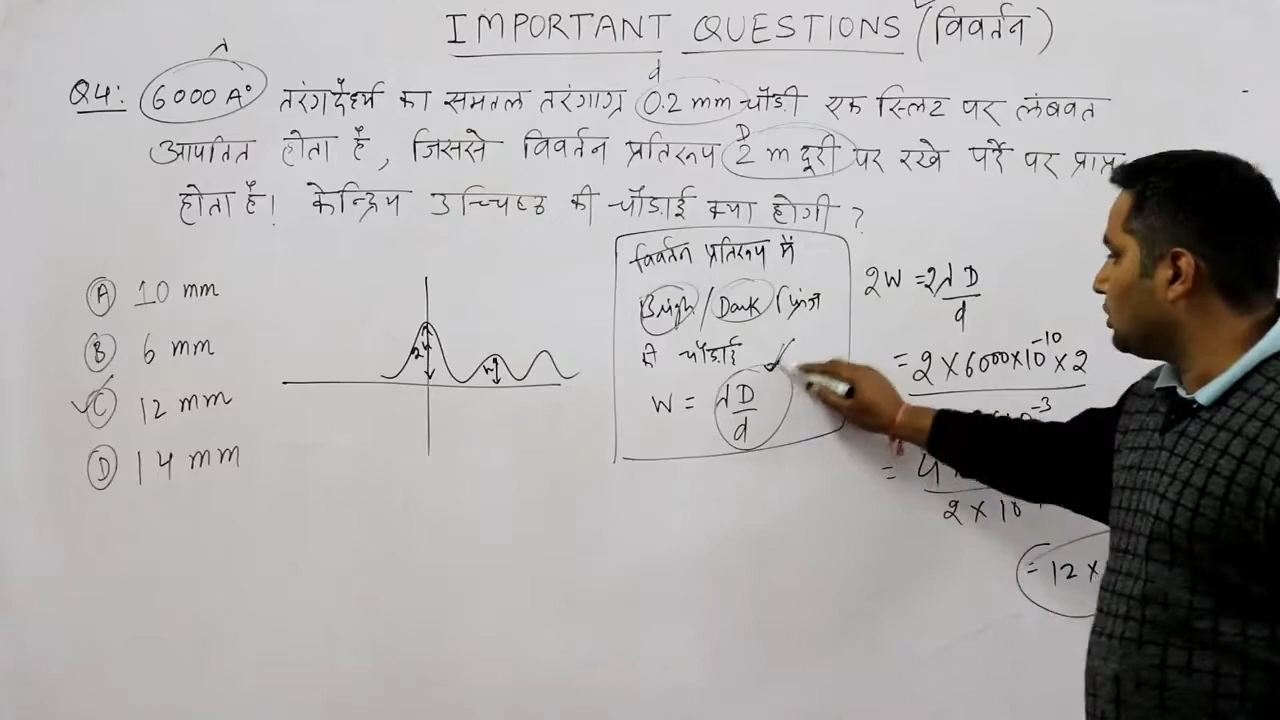 IMPORTANT QUESTIONS (विवर्तन)
λ
d
Q4: 6000 A° तरंगदैर्ध्य का समतल तरंगाग्र 0.2 mm चौड़ी एक स्लिट पर लंबवत
D
आपतित होता है, जिससे विवर्तन प्रतिरूप 2 m दूरी पर रखे पर्दे पर प्राप्त
होता है। केन्द्रिय उच्चिष्ठ की चौड़ाई क्या होगी ?
A 10 mm
B 6 mm
C 12 mm
D 14 mm
2W
W
विवर्तन प्रतिरूप में
Bright / Dark फ्रिंज
की चौड़ाई
W = λD/d
2W = 2λD/d
= 2 × 6000 × 10⁻¹⁰ × 2
-3
=
2 × 10
= 12 ×